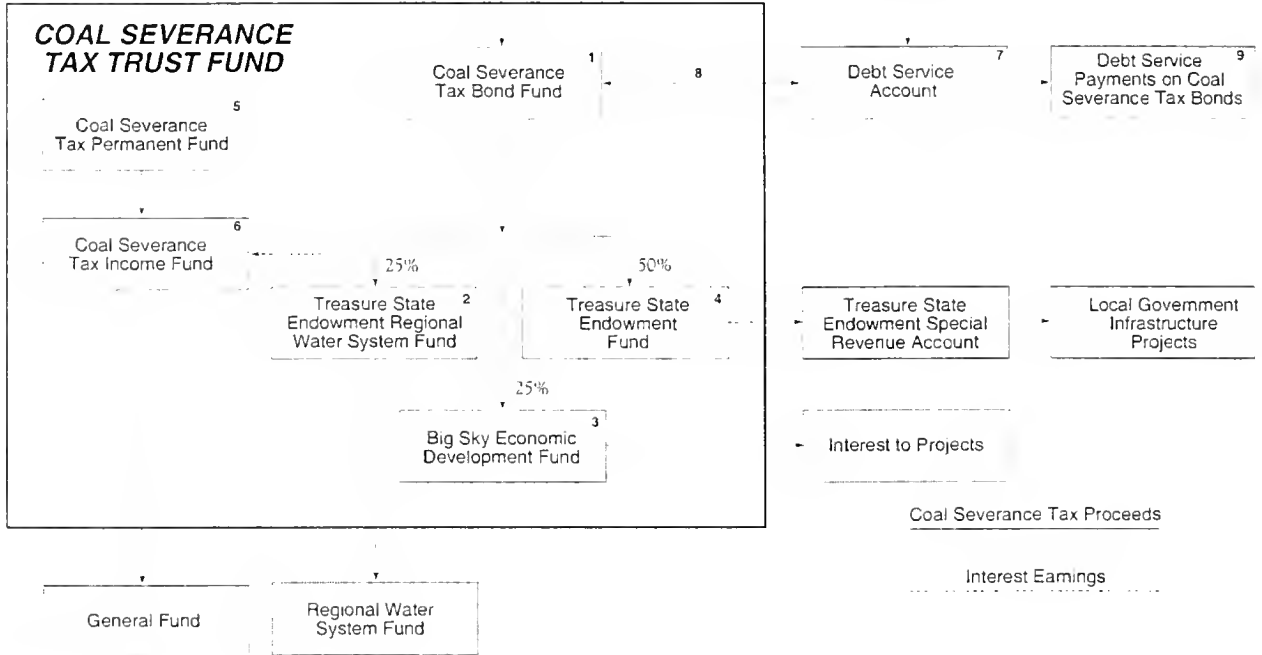 COAL SEVERANCE
TAX TRUST FUND
1
Coal Severance
Tax Bond Fund
8
7
Debt Service
Account
9
Debt Service
Payments on Coal
Severance Tax Bonds
5
Coal Severance
Tax Permanent Fund
6
Coal Severance
Tax Income Fund
25%
50%
2
Treasure State
Endowment Regional
Water System Fund
4
Treasure State
Endowment
Fund
Treasure State
Endowment Special
Revenue Account
Local Government
Infrastructure
Projects
25%
3
Big Sky Economic
Development Fund
Interest to Projects
Coal Severance Tax Proceeds
Interest Earnings
General Fund
Regional Water
System Fund